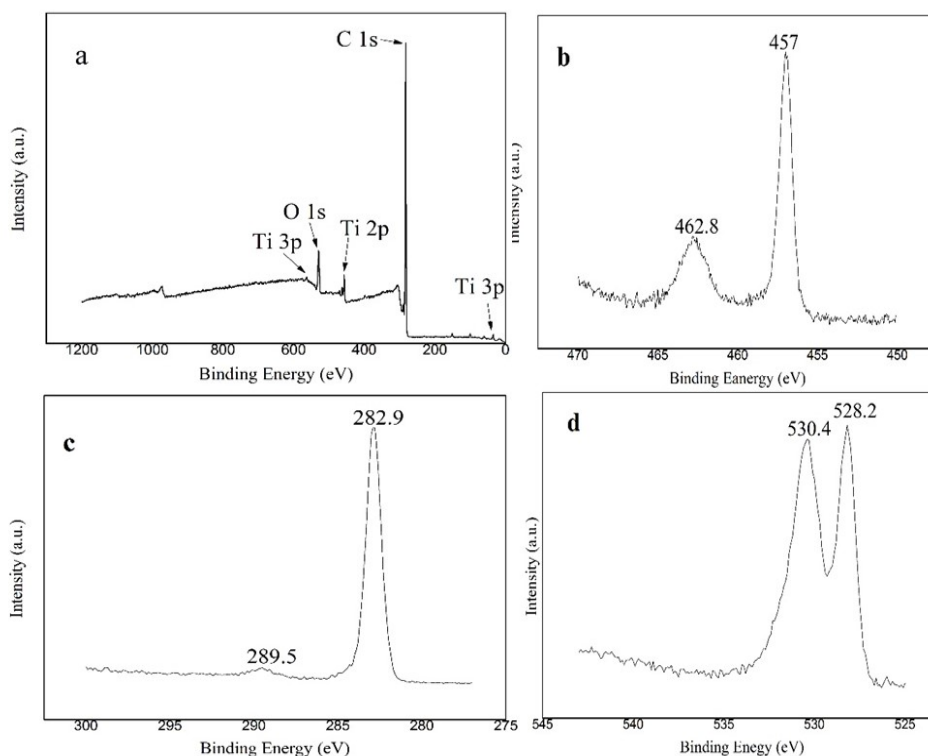 a
C 1s
O 1s
Ti 3p
Ti 2p
Ti 3p
Intensity (a.u.)
1200 1000 800 600 400 200 0
Binding Energy (eV)
b
457
462.8
Intensity (a.u.)
470 465 460 455 450
Binding Eanergy (eV)
c
282.9
289.5
Intensity (a.u.)
300 295 290 285 280 275
Binding Energy (eV)
d
530.4
528.2
Intensity (a.u.)
545 540 535 530 525
Binding Enegy (eV)